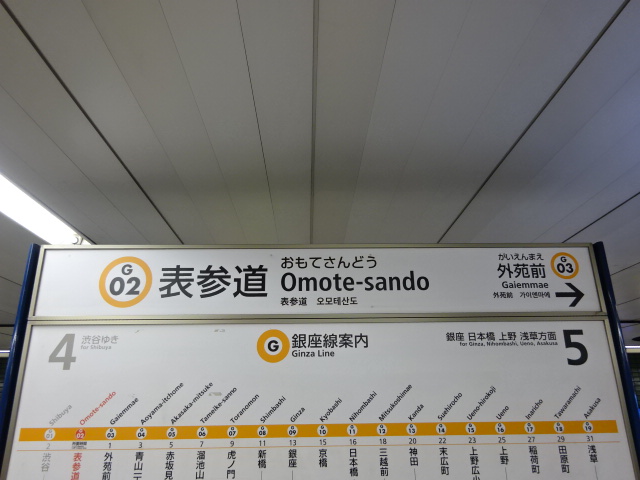 G 02 表参道 おもてさんどう
Omote-sando
表参道 오모테산도
がいえんまえ
外苑前 G 03
Gaiemmae
外苑前 가이엔마에
4 渋谷ゆき
for Shibuya
G 銀座線案内
Ginza Line
銀座 日本橋 上野 浅草方面 5
for Ginza, Nihombashi, Ueno, Asakusa
Shibuya Omote-sando Gaiemmae Aoyama-itchome Akasaka-mitsuke Tameike-sanno Toranomon Shimbashi Ginza Kyobashi Nihombashi Mitsukoshimae Kanda Suehirocho Ueno-hirokoji Ueno Inaricho Tawaramachi Asakusa
01 02 03 04 05 06 07 08 09 10 11 12 13 14 15 16 17 18 19
2 1 3 5 7 9 11 13 15 16 18 20 22 23 25 27 29 31
渋谷 表参道 外苑前 青山一 赤坂見 溜池山 虎ノ門 新橋 銀座 京橋 日本橋 三越前 神田 末広町 上野広 上野 稲荷町 田原町 浅草